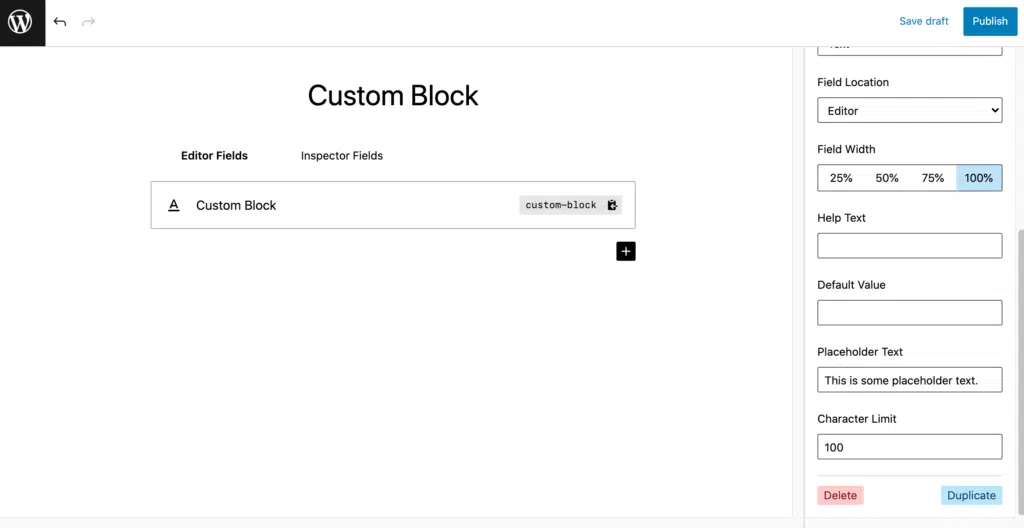 Save draft
Publish
Text
Field Location
Editor
Field Width
25% 50% 75% 100%
Help Text
Default Value
Placeholder Text
This is some placeholder text.
Character Limit
100
Delete
Duplicate
Custom Block
Editor Fields
Inspector Fields
Custom Block
custom-block